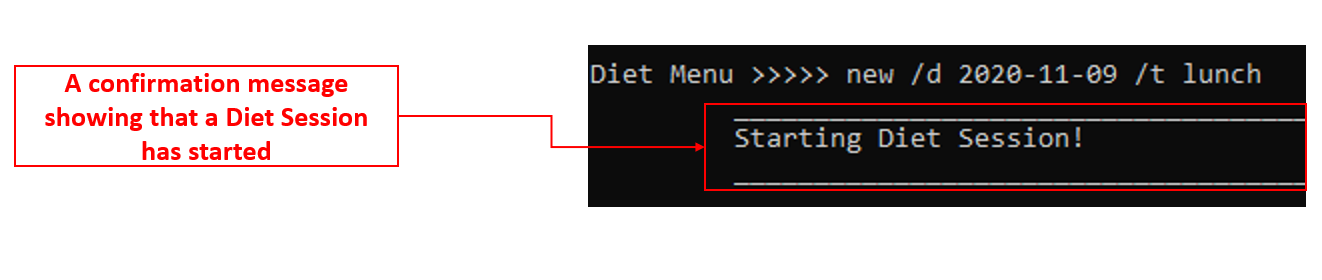 A confirmation message
showing that a Diet Session
has started
Diet Menu >>>>> new /d 2020-11-09 /t lunch
Starting Diet Session!